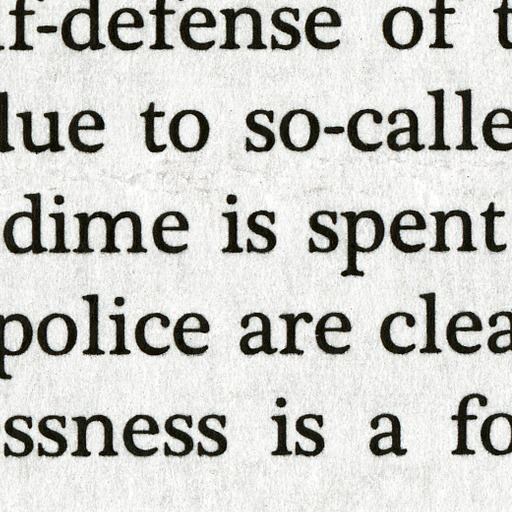 f-defense of t
lue to so-calle
dime is spent
police are clea
ssness is a fo